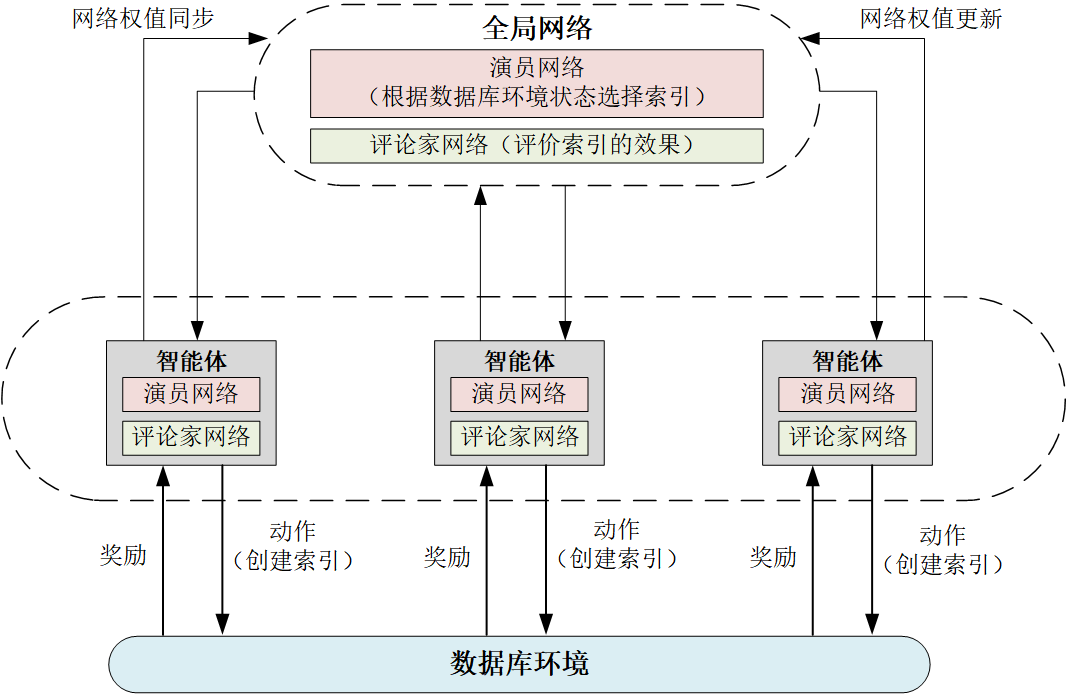 网络权值同步
全局网络
网络权值更新
演员网络
（根据数据库环境状态选择索引）
评论家网络（评价索引的效果）
智能体
演员网络
评论家网络
智能体
演员网络
评论家网络
智能体
演员网络
评论家网络
奖励
动作
（创建索引）
奖励
动作
（创建索引）
奖励
动作
（创建索引）
数据库环境